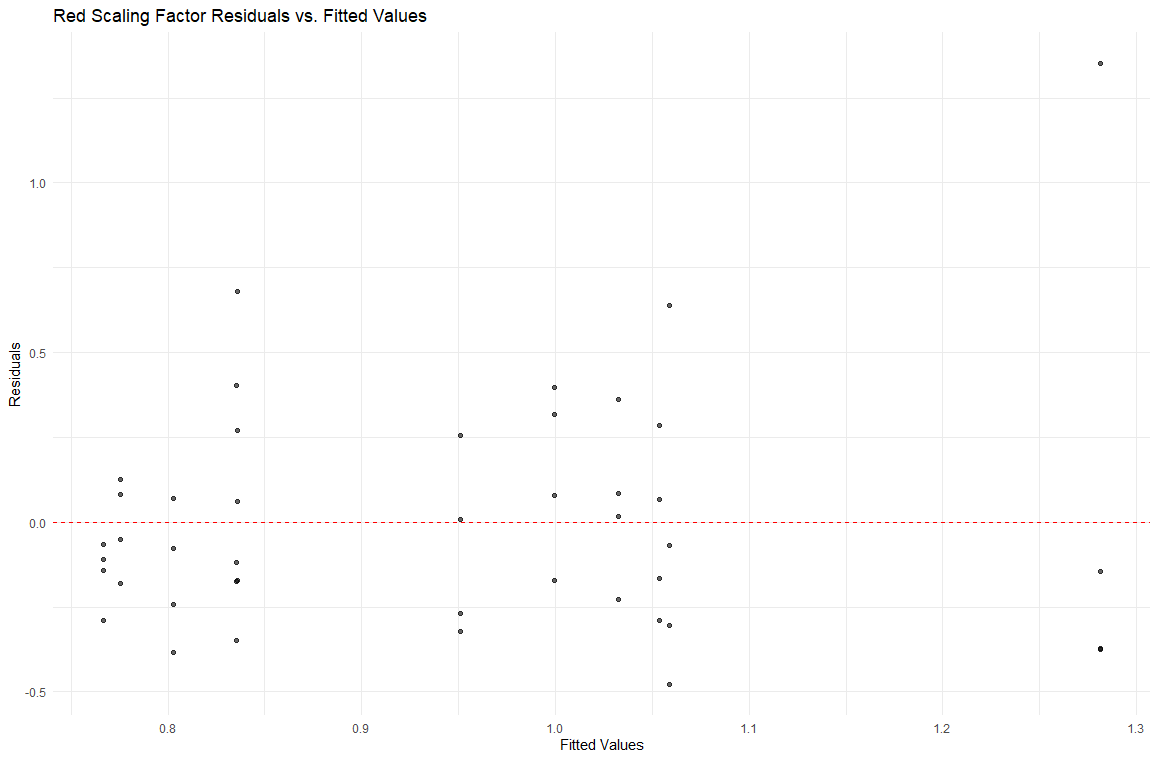 Red Scaling Factor Residuals vs. Fitted Values
1.0
0.5
0.0
-0.5
Residuals
0.8 0.9 1.0 1.1 1.2 1.3
Fitted Values